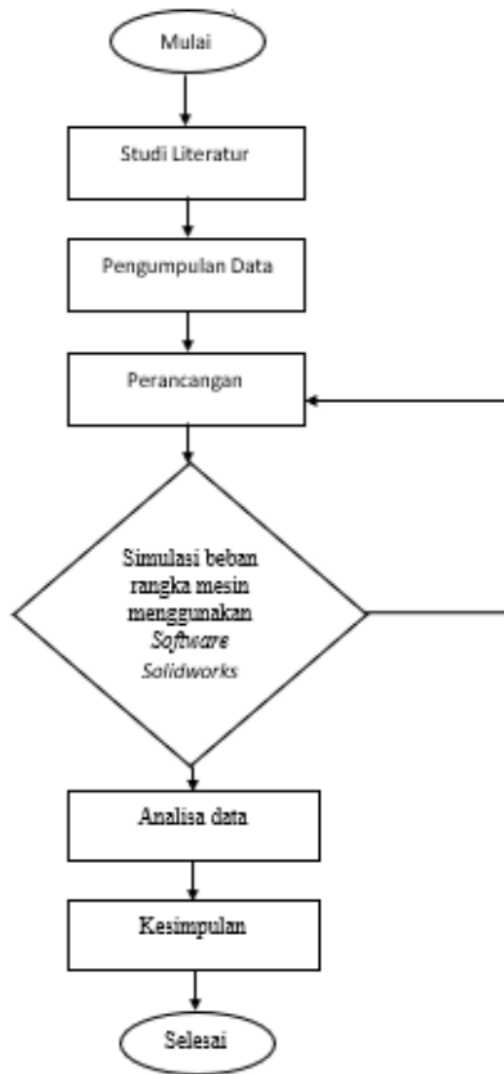 Mulai
Studi Literatur
Pengumpulan Data
Perancangan
Simulasi beban
rangka mesin
menggunakan
Software
Solidworks
Analisa data
Kesimpulan
Selesai